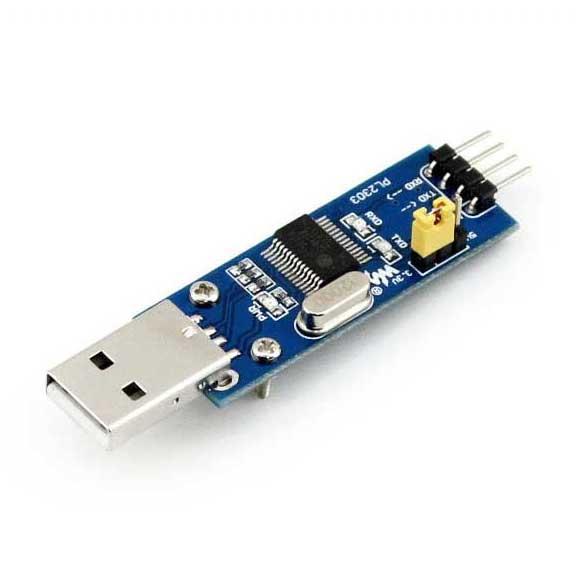 PL2303
RXD -->
TXD <--
RXD
TXD
3.3V
®
PWR